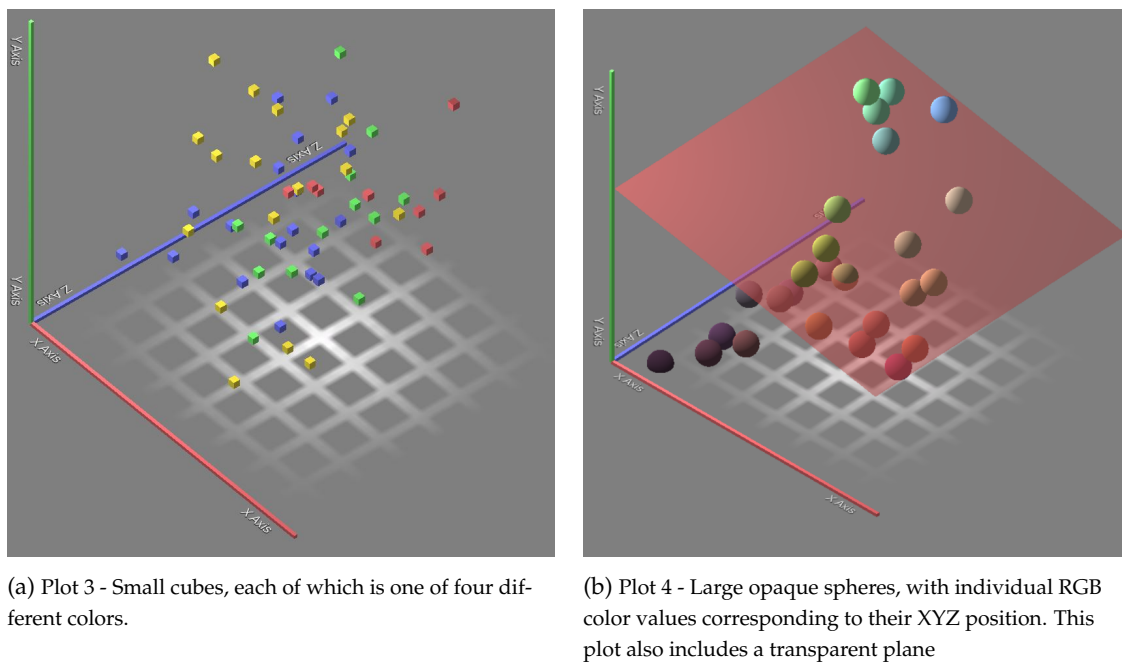 Y Axis
Z Axis
Y Axis
Z Axis
X Axis
X Axis
Y Axis
Y Axis
Z Axis
X Axis
X Axis
(a) Plot 3 - Small cubes, each of which is one of four dif-
ferent colors.
(b) Plot 4 - Large opaque spheres, with individual RGB
color values corresponding to their XYZ position. This
plot also includes a transparent plane